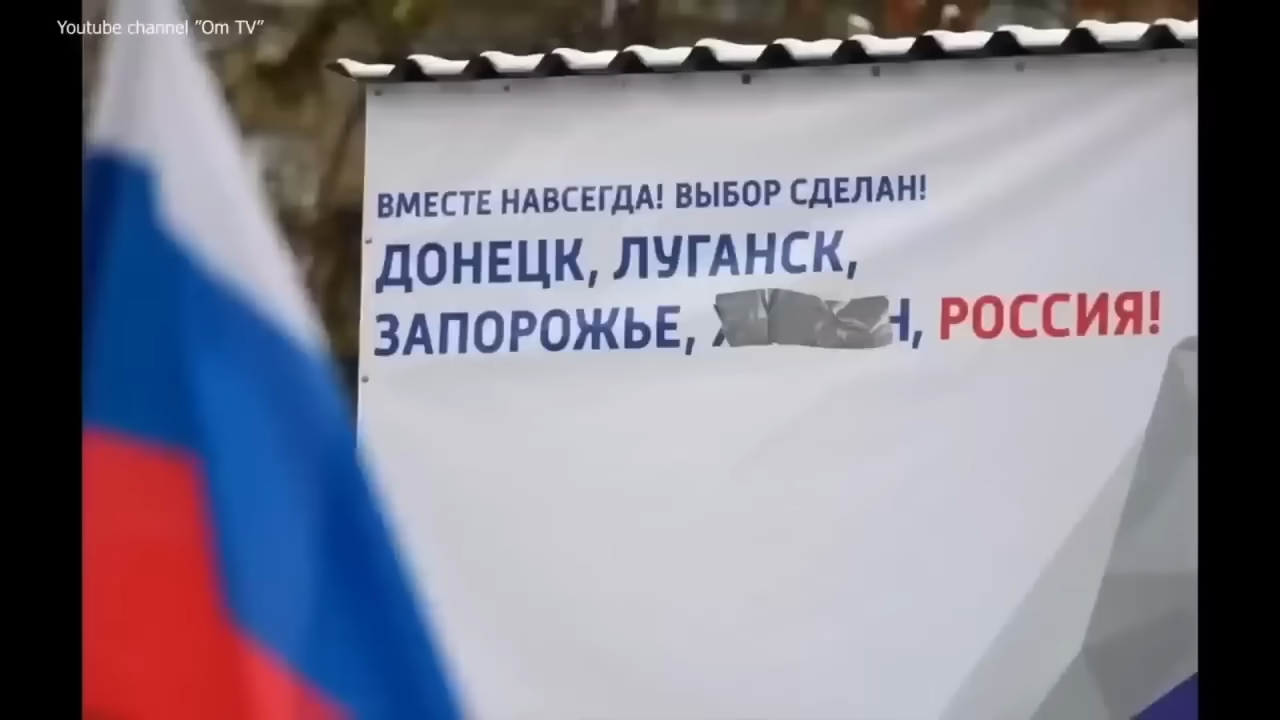 Youtube channel "Om TV"
ВМЕСТЕ НАВСЕГДА! ВЫБОР СДЕЛАН!
ДОНЕЦК, ЛУГАНСК,
ЗАПОРОЖЬЕ, РОССИЯ!